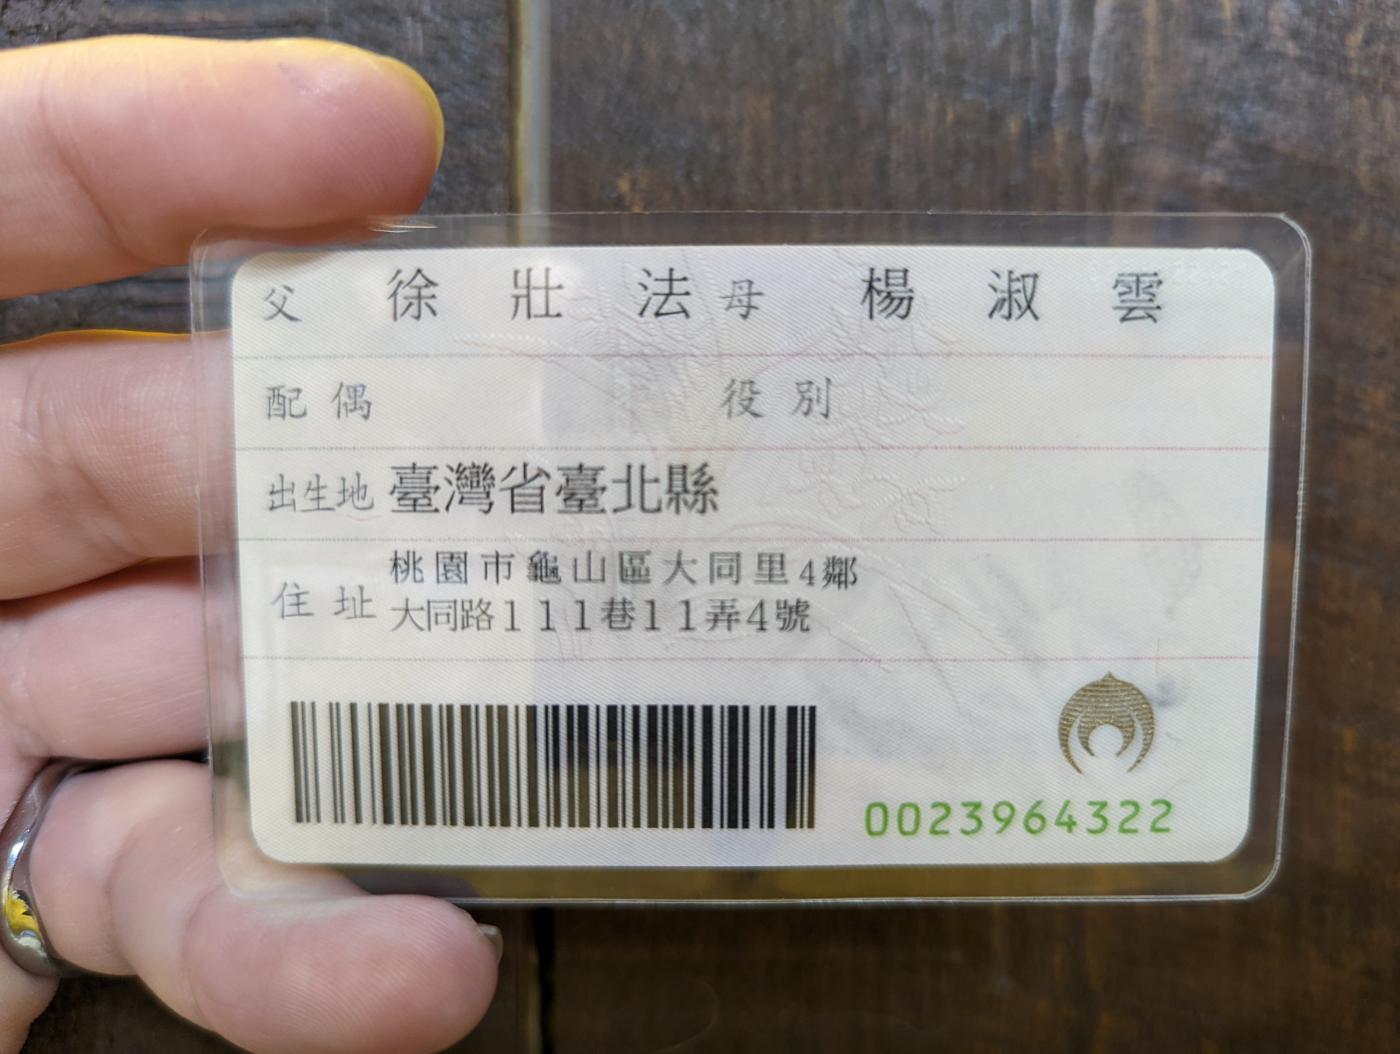 父 徐壯法 母 楊淑雲
配偶 役別
出生地 臺灣省臺北縣
住址 桃園市龜山區大同里4鄰
大同路111巷11弄4號
0023964322